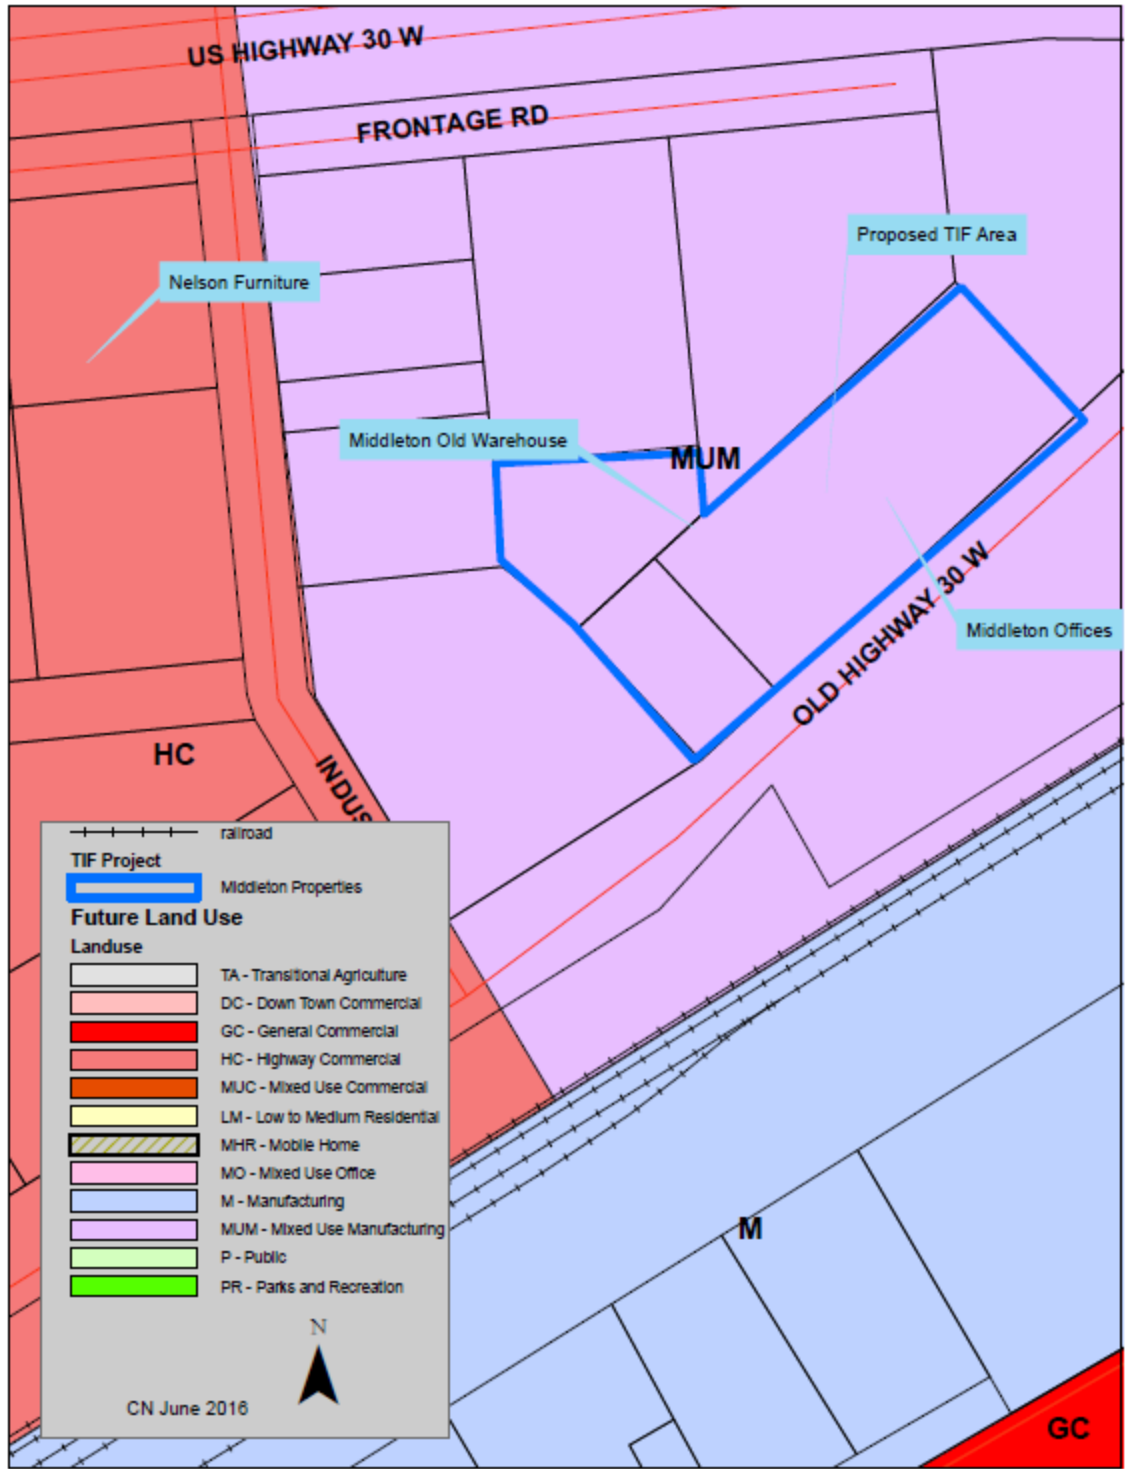 US HIGHWAY 30 W
FRONTAGE RD
Proposed TIF Area
Nelson Furniture
Middleton Old Warehouse
MUM
OLD HIGHWAY 30 W
Middleton Offices
HC
INDUS
railroad
TIF Project
Middleton Properties
Future Land Use
Landuse
TA - Transitional Agriculture
DC - Down Town Commercial
GC - General Commercial
HC - Highway Commercial
MUC - Mixed Use Commercial
LM - Low to Medium Residential
MHR - Mobile Home
MO - Mixed Use Office
M - Manufacturing
MUM - Mixed Use Manufacturing
P - Public
PR - Parks and Recreation
N
CN June 2016
M
GC